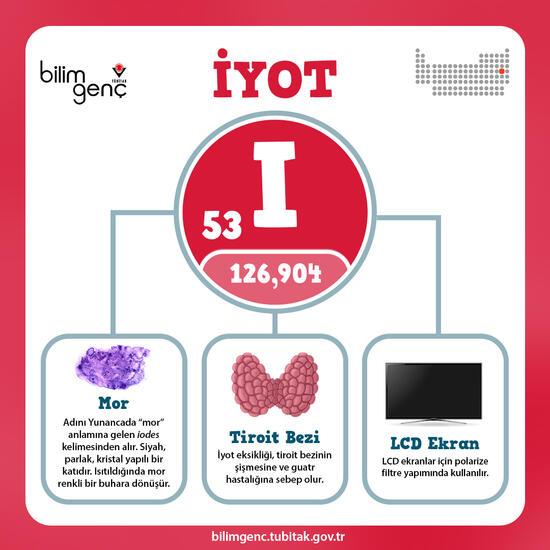 bilim
genç
TÜBİTAK
İYOT
I
53
126,904
Mor
Adını Yunancada “mor”
anlamına gelen iodes
kelimesinden alır. Siyah,
parlak, kristal yapılı bir
katıdır. Isıtıldığında mor
renkli bir buhara dönüşür.
Tiroit Bezi
İyot eksikliği, tiroit bezinin
şişmesine ve guatr
hastalığına sebep olur.
LCD Ekran
LCD ekranlar için polarize
filtre yapımında kullanılır.
bilimgenc.tubitak.gov.tr